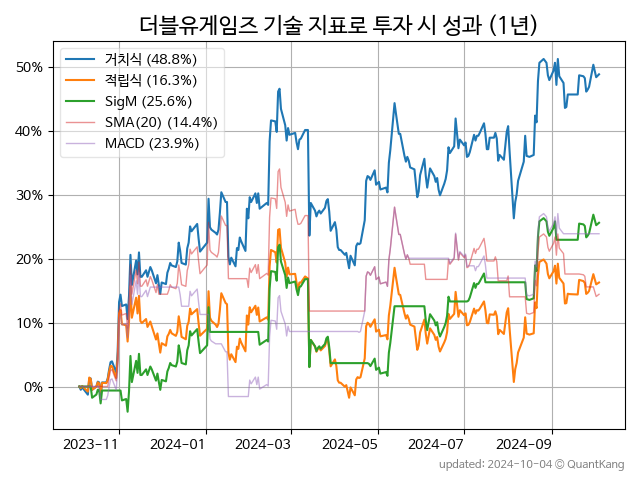 더블유게임즈 기술 지표로 투자 시 성과 (1년)
거치식 (48.8%)
적립식 (16.3%)
SigM (25.6%)
SMA(20) (14.4%)
MACD (23.9%)
50%
40%
30%
20%
10%
0%
2023-11 2024-01 2024-03 2024-05 2024-07 2024-09
updated: 2024-10-04 © QuantKang